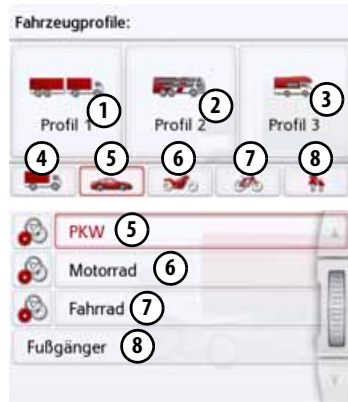 Fahrzeugprofile:
1 2 3
Profil 1 Profil 2 Profil 3
4 5 6 7 8
PKW 5
Motorrad 6
Fahrrad 7
Fußgänger 8